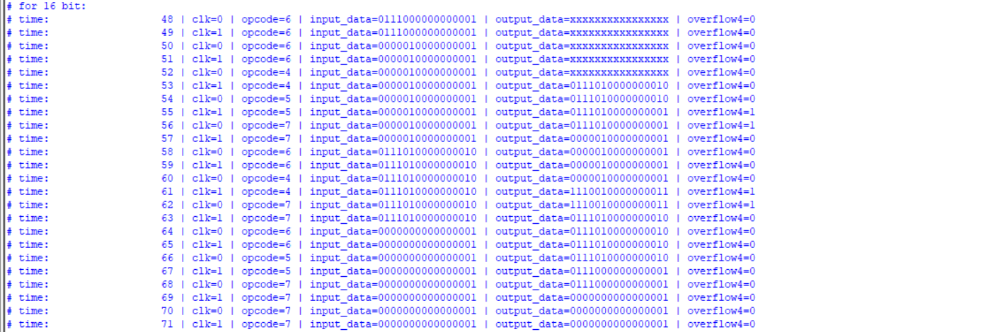 # for 16 bit:
# time: 48 | clk=0 | opcode=6 | input_data=0111000000000001 | output_data=xxxxxxxxxxxxxxxx | overflow4=0
# time: 49 | clk=1 | opcode=6 | input_data=0111000000000001 | output_data=xxxxxxxxxxxxxxxx | overflow4=0
# time: 50 | clk=0 | opcode=6 | input_data=0000010000000001 | output_data=xxxxxxxxxxxxxxxx | overflow4=0
# time: 51 | clk=1 | opcode=6 | input_data=0000010000000001 | output_data=xxxxxxxxxxxxxxxx | overflow4=0
# time: 52 | clk=0 | opcode=4 | input_data=0000010000000001 | output_data=xxxxxxxxxxxxxxxx | overflow4=0
# time: 53 | clk=1 | opcode=4 | input_data=0000010000000001 | output_data=0111010000000010 | overflow4=0
# time: 54 | clk=0 | opcode=5 | input_data=0000010000000001 | output_data=0111010000000010 | overflow4=0
# time: 55 | clk=1 | opcode=5 | input_data=0000010000000001 | output_data=0111010000000001 | overflow4=1
# time: 56 | clk=0 | opcode=7 | input_data=0000010000000001 | output_data=0111010000000001 | overflow4=1
# time: 57 | clk=1 | opcode=7 | input_data=0000010000000001 | output_data=0000010000000001 | overflow4=0
# time: 58 | clk=0 | opcode=6 | input_data=0111010000000010 | output_data=0000010000000001 | overflow4=0
# time: 59 | clk=1 | opcode=6 | input_data=0111010000000010 | output_data=0000010000000001 | overflow4=0
# time: 60 | clk=0 | opcode=4 | input_data=0111010000000010 | output_data=0000010000000001 | overflow4=0
# time: 61 | clk=1 | opcode=4 | input_data=0111010000000010 | output_data=1110010000000011 | overflow4=1
# time: 62 | clk=0 | opcode=7 | input_data=0111010000000010 | output_data=1110010000000011 | overflow4=1
# time: 63 | clk=1 | opcode=7 | input_data=0111010000000010 | output_data=0111010000000010 | overflow4=0
# time: 64 | clk=0 | opcode=6 | input_data=0000000000000001 | output_data=0111010000000010 | overflow4=0
# time: 65 | clk=1 | opcode=6 | input_data=0000000000000001 | output_data=0111010000000010 | overflow4=0
# time: 66 | clk=0 | opcode=5 | input_data=0000000000000001 | output_data=0111010000000010 | overflow4=0
# time: 67 | clk=1 | opcode=5 | input_data=0000000000000001 | output_data=0111000000000001 | overflow4=0
# time: 68 | clk=0 | opcode=7 | input_data=0000000000000001 | output_data=0111000000000001 | overflow4=0
# time: 69 | clk=1 | opcode=7 | input_data=0000000000000001 | output_data=0000000000000001 | overflow4=0
# time: 70 | clk=0 | opcode=7 | input_data=0000000000000001 | output_data=0000000000000001 | overflow4=0
# time: 71 | clk=1 | opcode=7 | input_data=0000000000000001 | output_data=0000000000000001 | overflow4=0